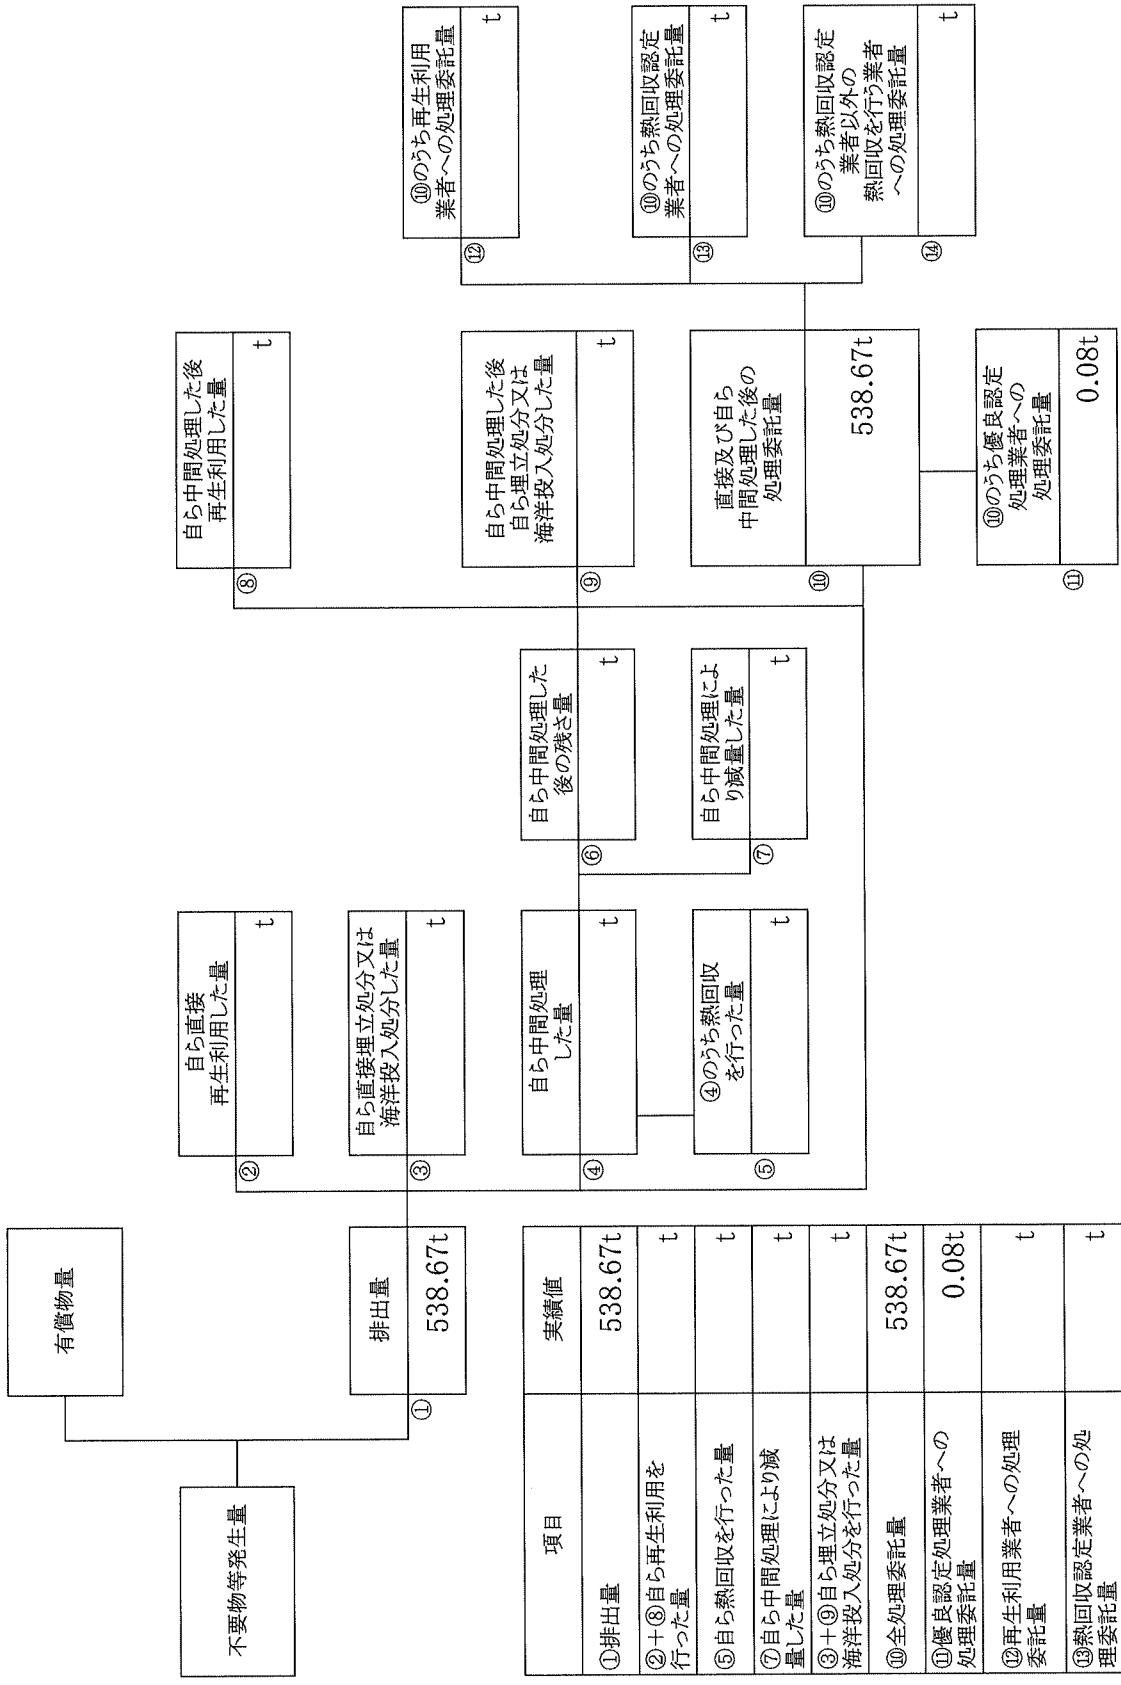 有償物量
不要物等発生量
①
排出量
538.67t
②
自ら直接
再生利用した量
t
③
自ら直接埋立処分又は
海洋投入処分した量
t
④
自ら中間処理
した量
t
⑤
④のうち熱回収
を行った量
t
⑥
自ら中間処理した
後の残さ量
t
⑦
自ら中間処理によ
り減量した量
t
⑧
自ら中間処理した後
再生利用した量
t
⑨
自ら中間処理した後
自ら埋立処分又は
海洋投入処分した量
t
⑩
直接及び自ら
中間処理した後の
処理委託量
538.67t
⑪
⑩のうち優良認定
処理業者への
処理委託量
0.08t
⑫
⑩のうち再生利用
業者への処理委託量
t
⑬
⑩のうち熱回収認定
業者への処理委託量
t
⑭
⑩のうち熱回収認定
業者以外の
熱回収を行う業者
への処理委託量
t
項目 実績値
①排出量 538.67t
②+⑧自ら再生利用を
行った量 t
⑤自ら熱回収を行った量 t
⑦自ら中間処理により減
量した量 t
③+⑨自ら埋立処分又は
海洋投入処分を行った量 t
⑩全処理委託量 538.67t
⑪優良認定処理業者への
処理委託量 0.08t
⑫再生利用業者への処理
委託量 t
⑬熱回収認定業者への処
理委託量 t